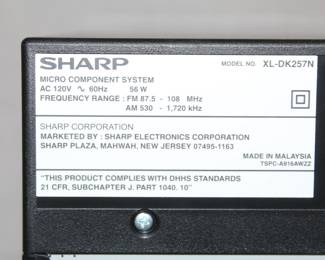 SHARP MODEL NO. XL-DK257N
MICRO COMPONENT SYSTEM
AC 120V ∿ 60Hz 56 W
FREQUENCY RANGE : FM 87.5 - 108 MHz
AM 530 - 1,720 kHz
SHARP CORPORATION
MARKETED BY : SHARP ELECTRONICS CORPORATION
SHARP PLAZA, MAHWAH, NEW JERSEY 07495-1163
MADE IN MALAYSIA
TSPC-A916AWZZ
"THIS PRODUCT COMPLIES WITH DHHS STANDARDS
21 CFR, SUBCHAPTER J. PART 1040. 10"